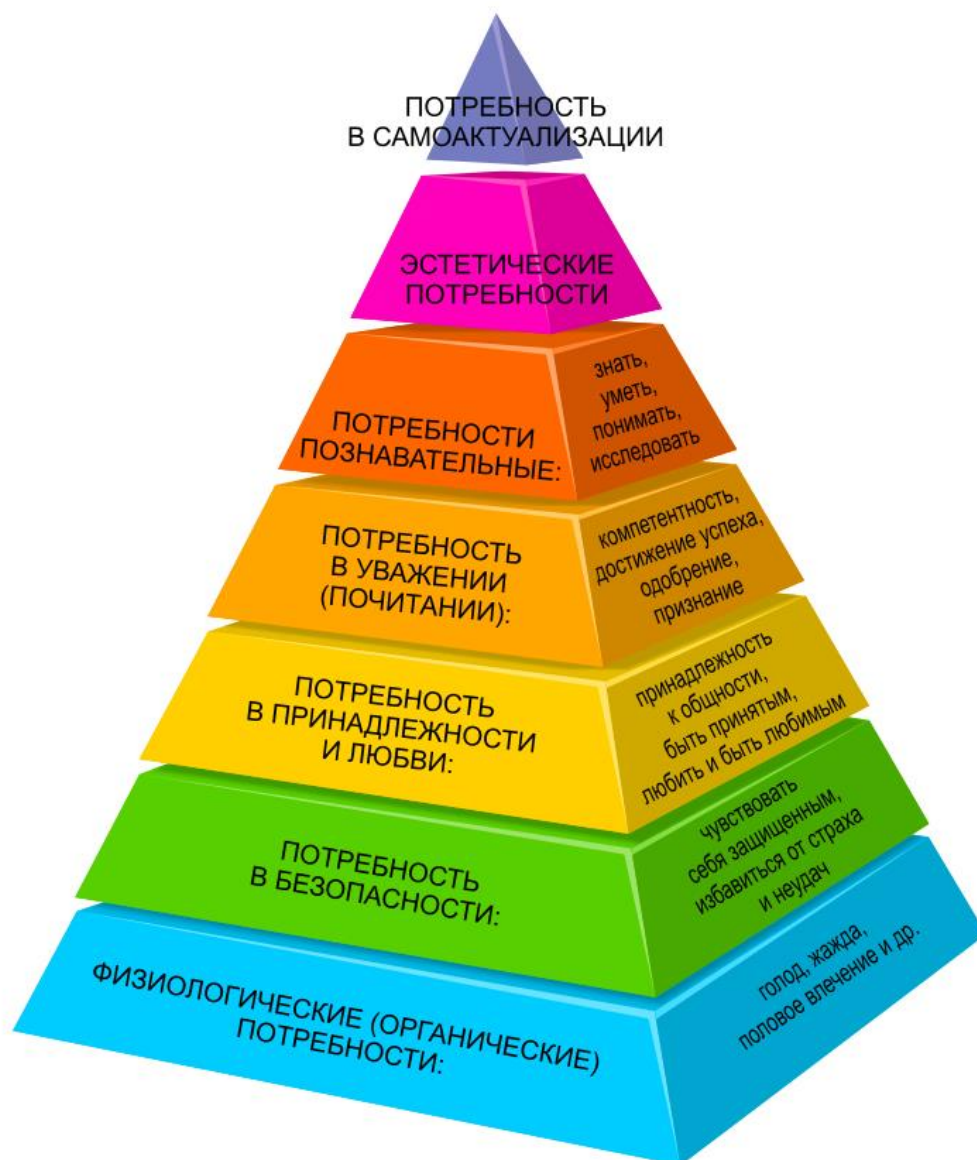 ПОТРЕБНОСТЬ
В САМОАКТУАЛИЗАЦИИ
ЭСТЕТИЧЕСКИЕ
ПОТРЕБНОСТИ
ПОТРЕБНОСТИ
ПОЗНАВАТЕЛЬНЫЕ:
знать,
уметь,
понимать,
исследовать
ПОТРЕБНОСТЬ
В УВАЖЕНИИ
(ПОЧИТАНИИ):
компетентность,
достижение успеха,
одобрение,
признание
ПОТРЕБНОСТЬ
В ПРИНАДЛЕЖНОСТИ
И ЛЮБВИ:
принадлежность
к общности,
быть принятым,
любить и быть любимым
ПОТРЕБНОСТЬ
В БЕЗОПАСНОСТИ:
чувствовать
себя защищенным,
избавиться от страха
и неудач
ФИЗИОЛОГИЧЕСКИЕ (ОРГАНИЧЕСКИЕ)
ПОТРЕБНОСТИ:
голод, жажда,
половое влечение и др.